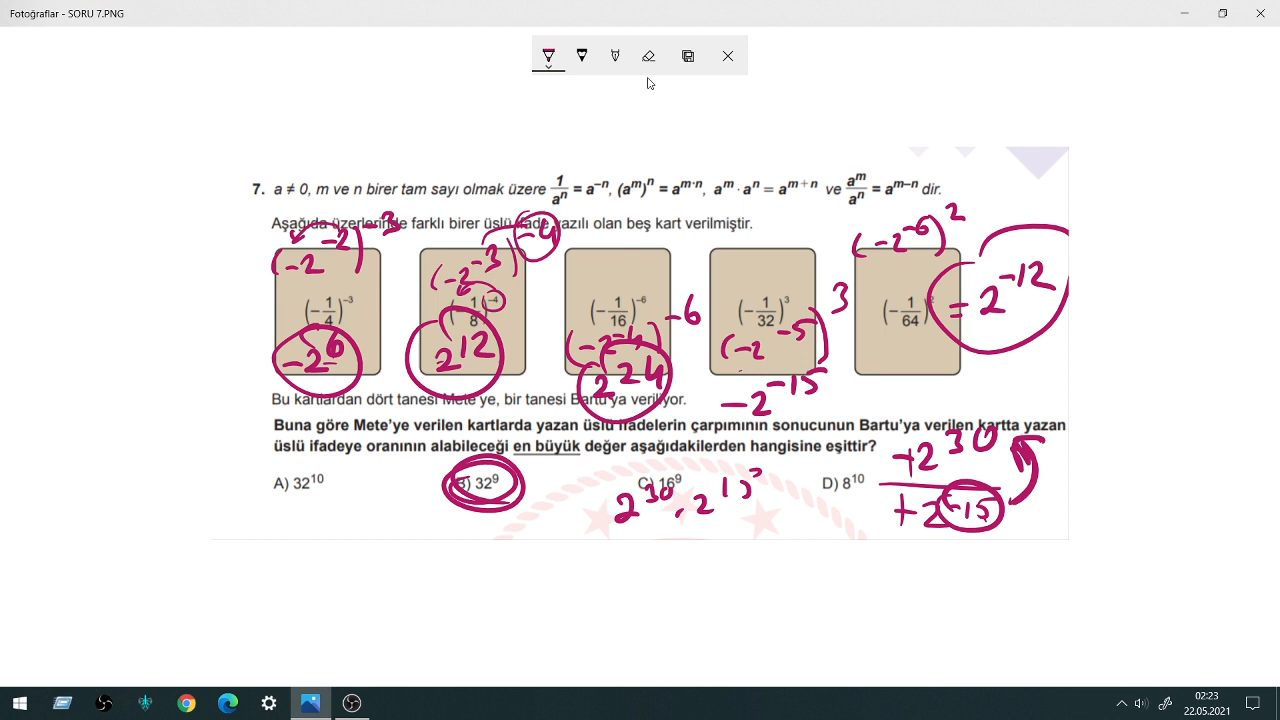 Fotoğraflar - SORU 7.PNG
7. a ≠ 0, m ve n birer tam sayı olmak üzere 1/aⁿ = a⁻ⁿ, (aᵐ)ⁿ = aᵐ·ⁿ, aᵐ · aⁿ = aᵐ⁺ⁿ ve aᵐ/aⁿ = aᵐ⁻ⁿ dir.
Aşağıda üzerlerinde farklı birer üslü ifade yazılı olan beş kart verilmiştir.
(-2⁻²)⁻³ (-2⁻³)⁻⁴ (-2⁻⁶)²
(-1/4)⁻³ (-1/8)⁻⁴ (-1/16)⁻⁶ (-1/32)³ (-1/64)² = 2⁻¹²
(-2⁻⁴)⁻⁶ (-2⁻⁵)³
-2⁶ 2¹² 2²⁴ -2⁻¹⁵
Bu kartlardan dört tanesi Mete'ye, bir tanesi Bartu'ya veriliyor.
Buna göre Mete'ye verilen kartlarda yazan üslü ifadelerin çarpımının sonucunun Bartu'ya verilen kartta yazan
üslü ifadeye oranının alabileceği en büyük değer aşağıdakilerden hangisine eşittir?
+2³⁰
A) 32¹⁰ B) 32⁹ C) 16⁹ D) 8¹⁰
2³⁰ . 2¹⁵ +2⁻¹⁵
02:23
22.05.2021